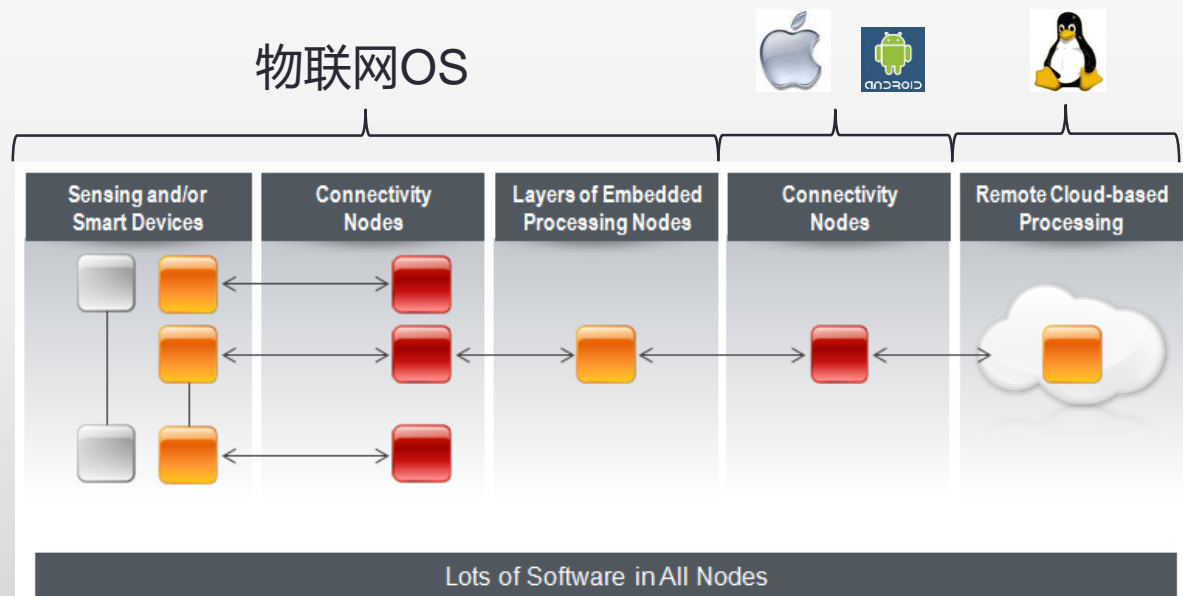 物联网OS
ANDROID
Sensing and/or
Smart Devices
Connectivity
Nodes
Layers of Embedded
Processing Nodes
Connectivity
Nodes
Remote Cloud-based
Processing
Lots of Software in All Nodes